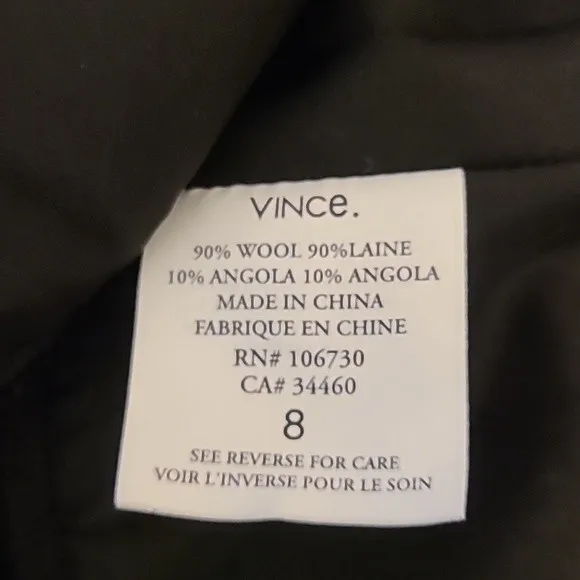 VINCe.
90% WOOL 90%LAINE
10% ANGOLA 10% ANGOLA
MADE IN CHINA
FABRIQUE EN CHINE
RN# 106730
CA# 34460
8
SEE REVERSE FOR CARE
VOIR L'INVERSE POUR LE SOIN